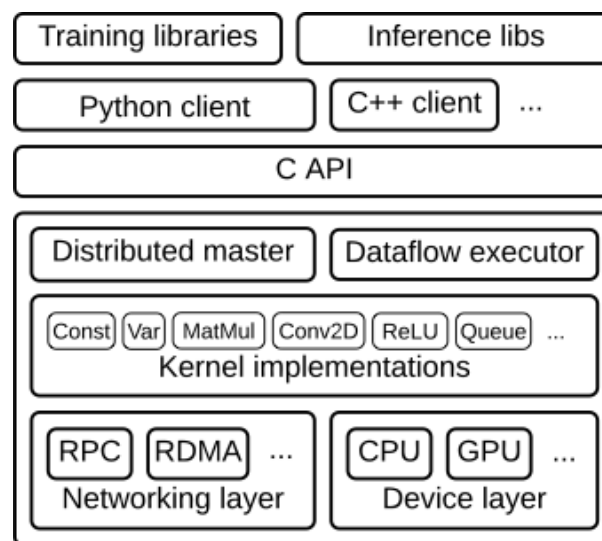 Training libraries Inference libs
Python client C++ client ...
C API
Distributed master Dataflow executor
Const Var MatMul Conv2D ReLU Queue ...
Kernel implementations
RPC RDMA ... CPU GPU ...
Networking layer Device layer